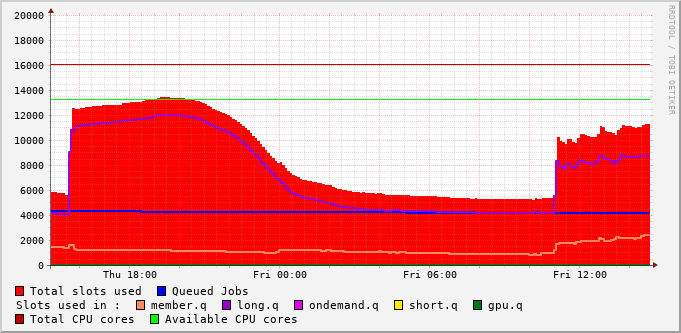 20000
18000
16000
14000
12000
10000
8000
6000
4000
2000
0
Thu 18:00 Fri 00:00 Fri 06:00 Fri 12:00
RRDTOOL / TOBI OETIKER
Total slots used Queued Jobs
Slots used in : member.q long.q ondemand.q short.q gpu.q
Total CPU cores Available CPU cores